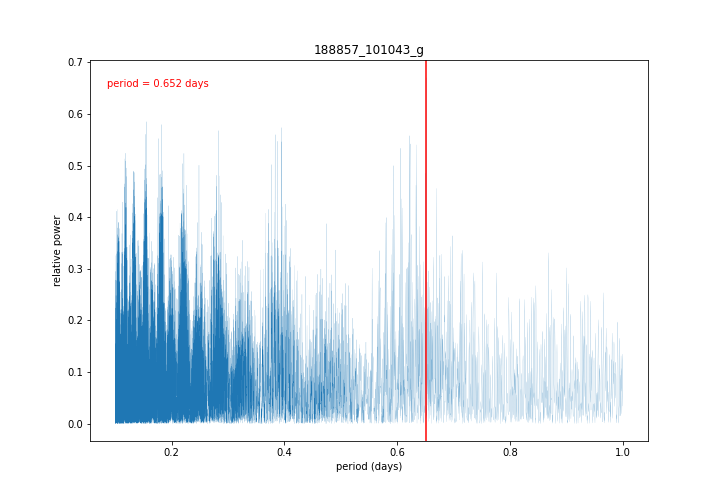 188857_101043_g
period = 0.652 days
relative power
0.7
0.6
0.5
0.4
0.3
0.2
0.1
0.0
0.2 0.4 0.6 0.8 1.0
period (days)